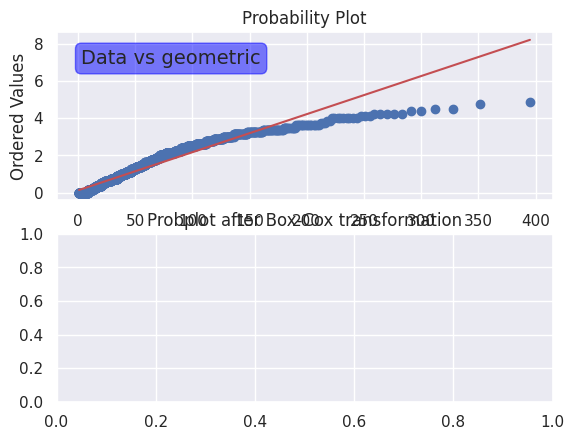 Probability Plot
Data vs geometric
Ordered Values
8
6
4
2
0
0 50 100 150 200 250 300 350 400
Probplot after Box-Cox transformation
1.0
0.8
0.6
0.4
0.2
0.0
0.0 0.2 0.4 0.6 0.8 1.0